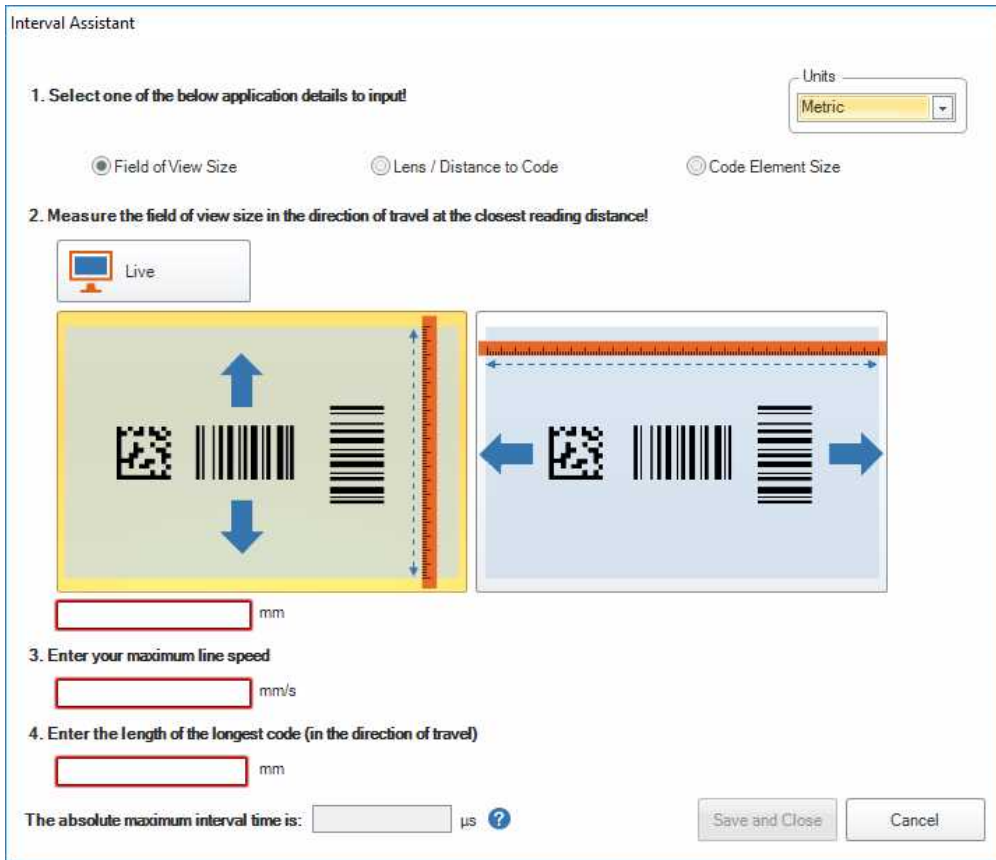 Interval Assistant
Units
1. Select one of the below application details to input!
Metric
Field of View Size
Lens / Distance to Code
Code Element Size
2. Measure the field of view size in the direction of travel at the closest reading distance!
Live
mm
3. Enter your maximum line speed
mm/s
4. Enter the length of the longest code (in the direction of travel)
mm
The absolute maximum interval time is:
µs
?
Save and Close
Cancel